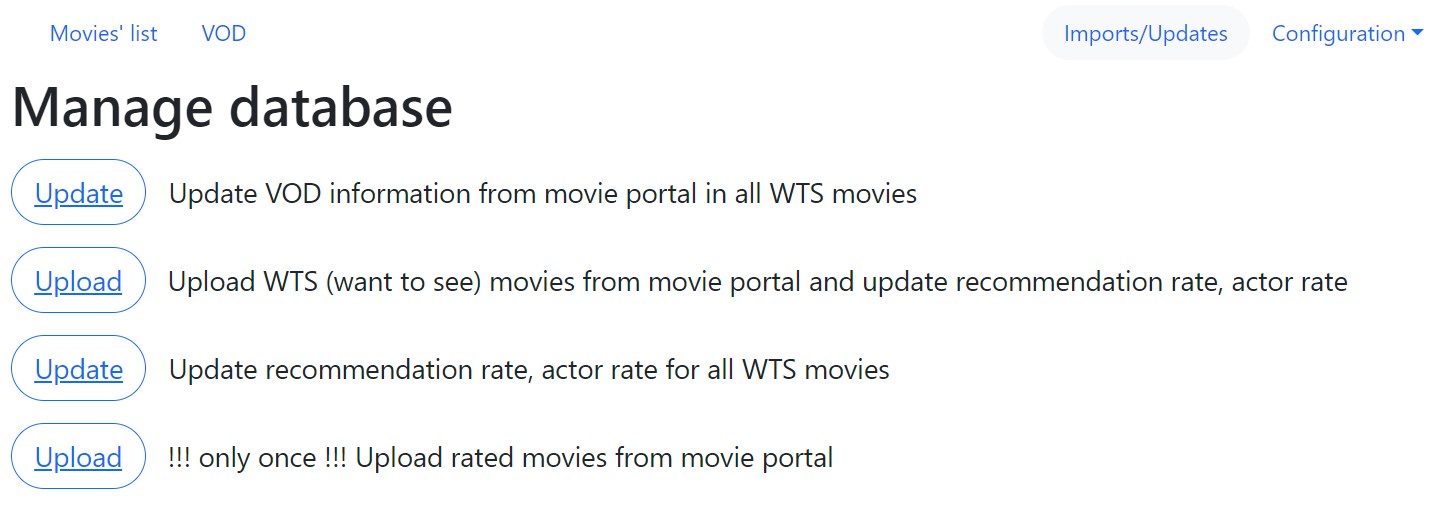 Movies' list VOD Imports/Updates Configuration
Manage database
Update Update VOD information from movie portal in all WTS movies
Upload Upload WTS (want to see) movies from movie portal and update recommendation rate, actor rate
Update Update recommendation rate, actor rate for all WTS movies
Upload !!! only once !!! Upload rated movies from movie portal